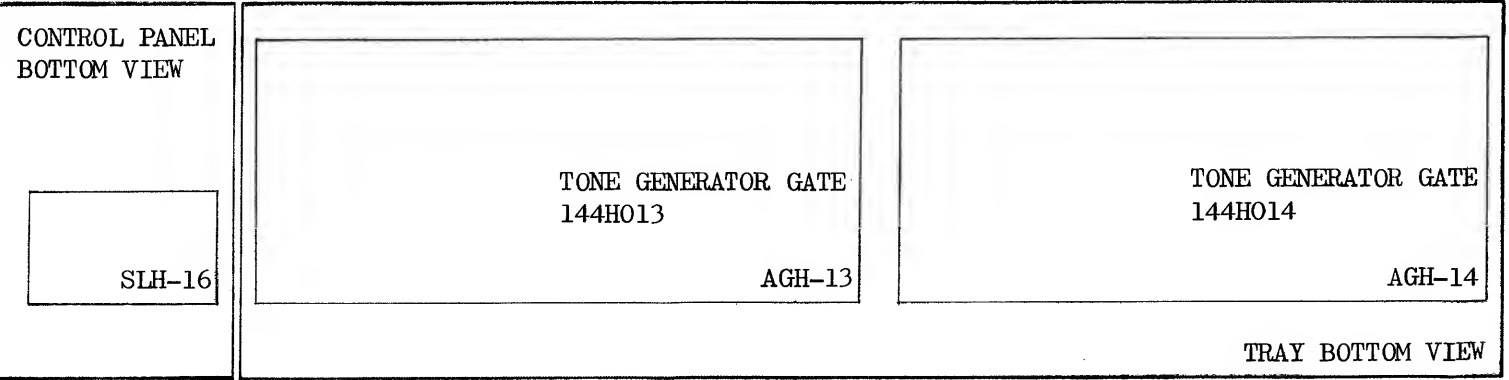 CONTROL PANEL
BOTTOM VIEW
SLH-16
TONE GENERATOR GATE
144H013
AGH-13
TONE GENERATOR GATE
144H014
AGH-14
TRAY BOTTOM VIEW